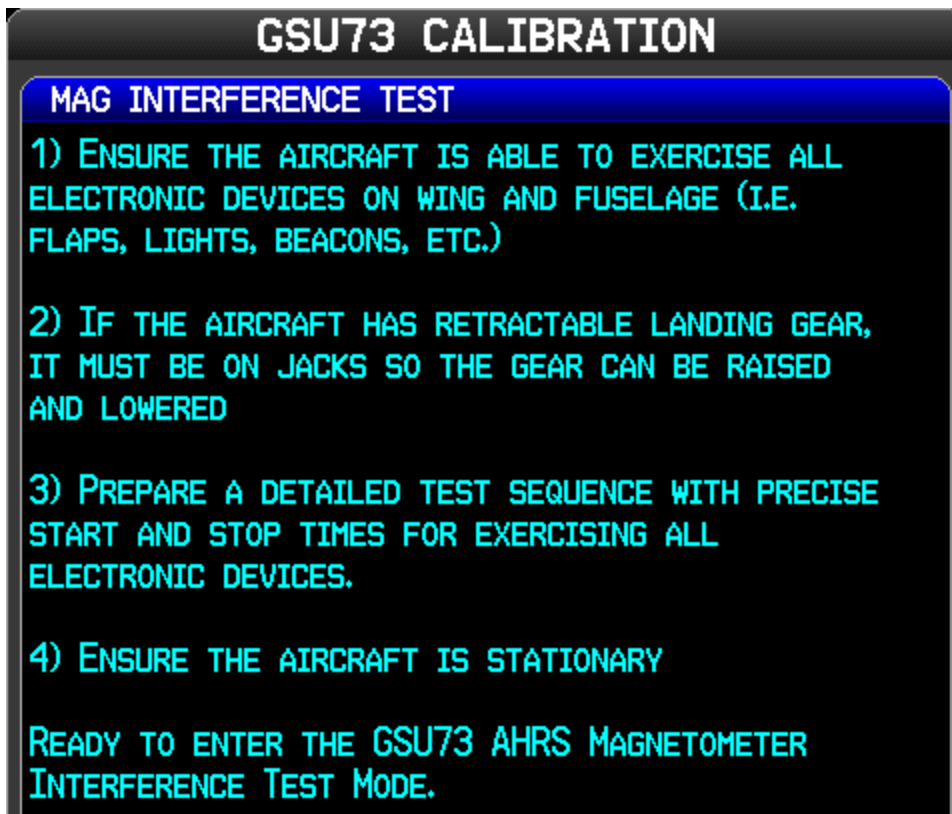 GSU73 CALIBRATION
MAG INTERFERENCE TEST
1) ENSURE THE AIRCRAFT IS ABLE TO EXERCISE ALL
ELECTRONIC DEVICES ON WING AND FUSELAGE (I.E.
FLAPS, LIGHTS, BEACONS, ETC.)
2) IF THE AIRCRAFT HAS RETRACTABLE LANDING GEAR,
IT MUST BE ON JACKS SO THE GEAR CAN BE RAISED
AND LOWERED
3) PREPARE A DETAILED TEST SEQUENCE WITH PRECISE
START AND STOP TIMES FOR EXERCISING ALL
ELECTRONIC DEVICES.
4) ENSURE THE AIRCRAFT IS STATIONARY
READY TO ENTER THE GSU73 AHRS MAGNETOMETER
INTERFERENCE TEST MODE.